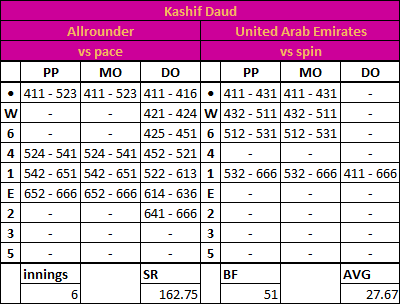 Kashif Daud
Allrounder United Arab Emirates
vs pace vs spin
PP MO DO PP MO DO
• 411 - 523 411 - 523 411 - 416 • 411 - 431 411 - 431 -
W - - 421 - 424 W 432 - 511 432 - 511 -
6 - - 425 - 451 6 512 - 531 512 - 531 -
4 524 - 541 524 - 541 452 - 521 4 - - -
1 542 - 651 542 - 651 522 - 613 1 532 - 666 532 - 666 411 - 666
E 652 - 666 652 - 666 614 - 636 E - - -
2 - - 641 - 666 2 - - -
3 - - - 3 - - -
5 - - - 5 - - -
innings SR BF AVG
6 162.75 51 27.67